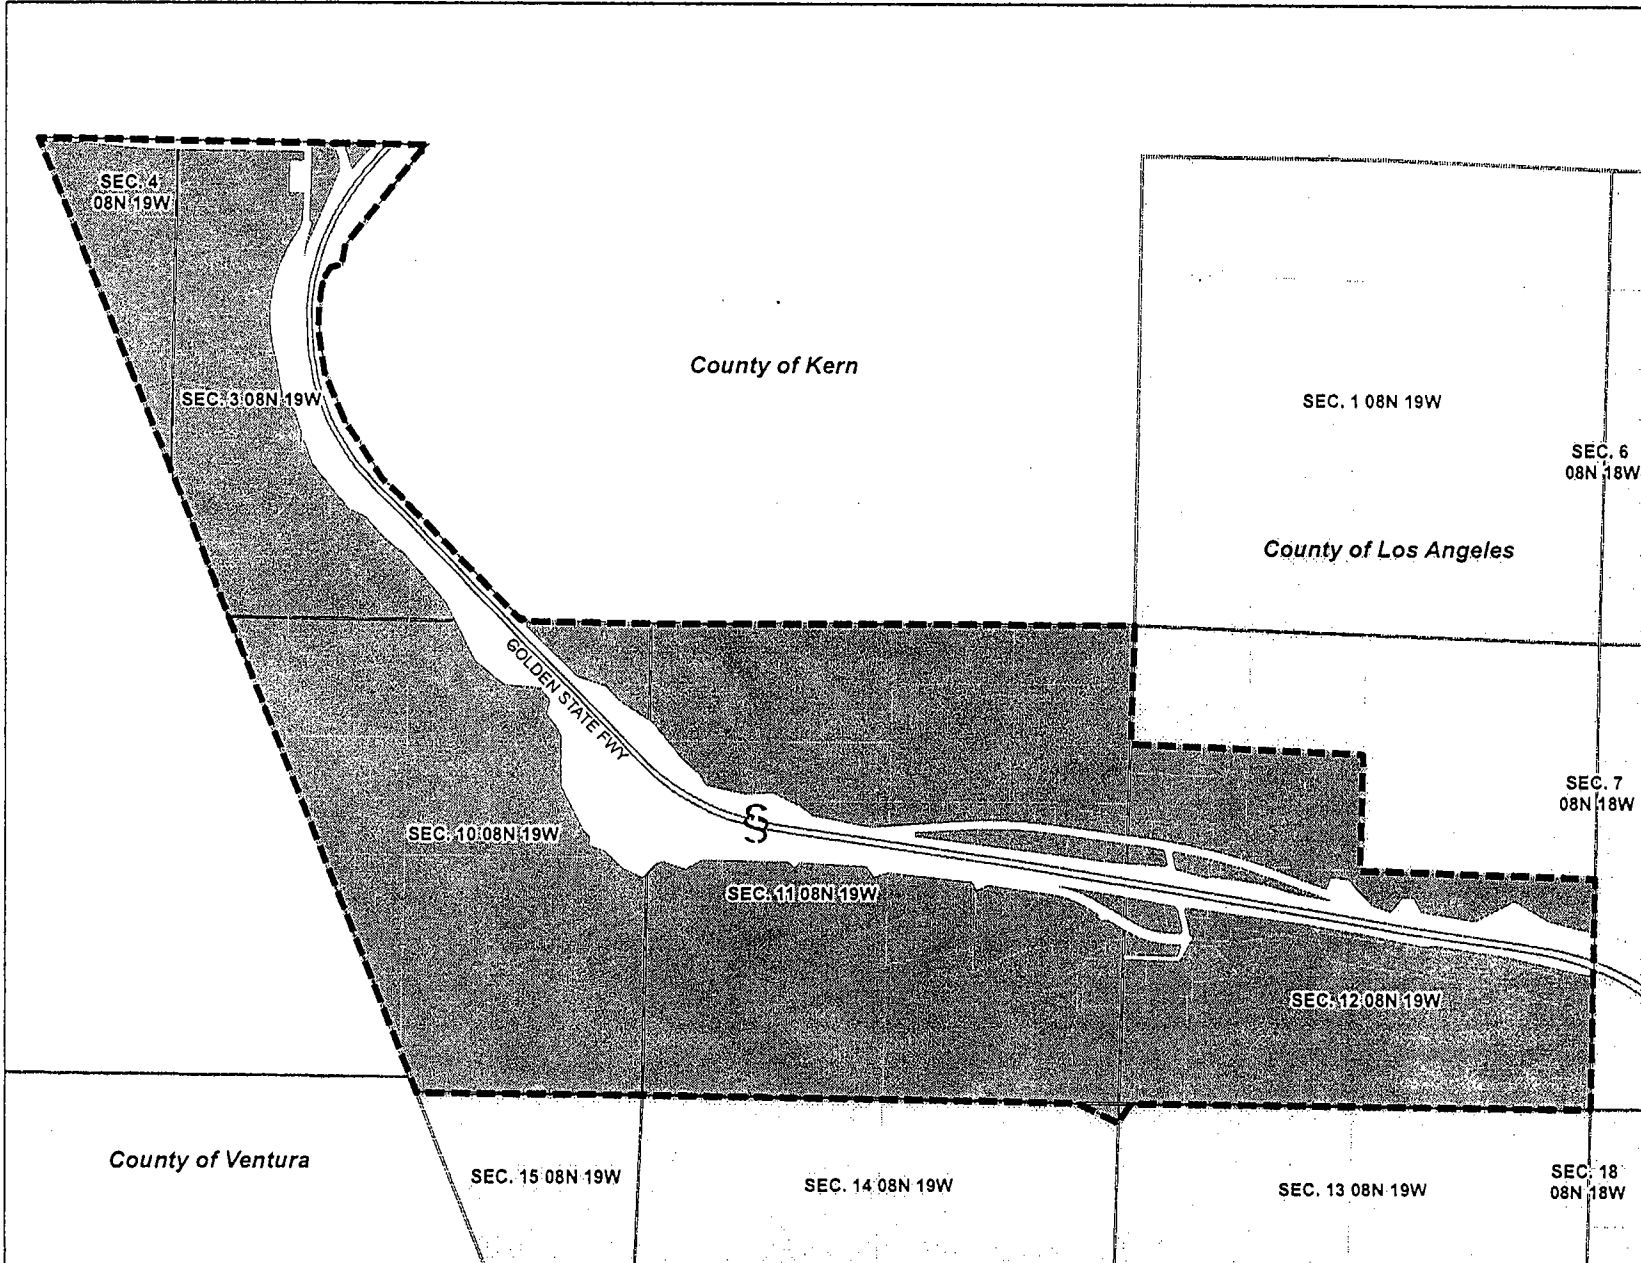 SEC. 4
08N 19W
County of Kern
SEC. 3 08N 19W
SEC. 1 08N 19W
SEC. 6
08N 18W
County of Los Angeles
GOLDEN STATE FWY
SEC. 7
08N 18W
SEC. 10 08N 19W
SEC. 11 08N 19W
SEC. 12 08N 19W
County of Ventura
SEC. 15 08N 19W
SEC. 14 08N 19W
SEC. 13 08N 19W
SEC. 18
08N 18W